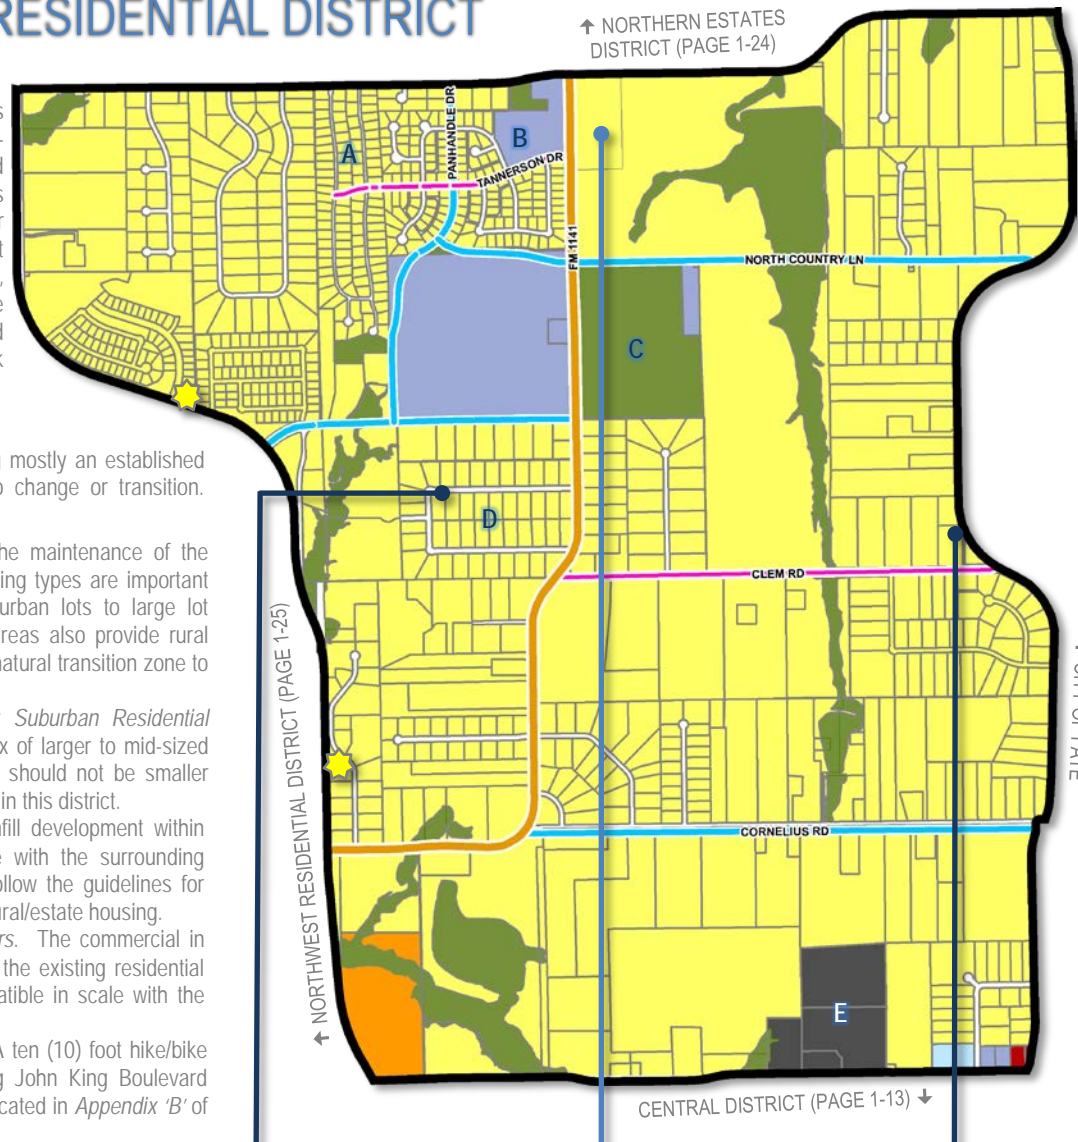 RESIDENTIAL DISTRICT
↑ NORTHERN ESTATES
DISTRICT (PAGE 1-24)
s
d
s
r
t
,
e
d
k
mostly an established
change or transition.
he maintenance of the
ing types are important
urban lots to large lot
reas also provide rural
natural transition zone to
Suburban Residential
x of larger to mid-sized
should not be smaller
in this district.
nfill development within
with the surrounding
ollow the guidelines for
ural/estate housing.
rs. The commercial in
the existing residential
atible in scale with the
A ten (10) foot hike/bike
g John King Boulevard
cated in Appendix 'B' of
A
B
PANHANDLE DR
TANNERSON DR
FM 1141
NORTH COUNTRY LN
C
D
CLEM RD
← NORTHWEST RESIDENTIAL DISTRICT (PAGE 1-25)
CORNELIUS RD
E
CENTRAL DISTRICT (PAGE 1-13) ↓